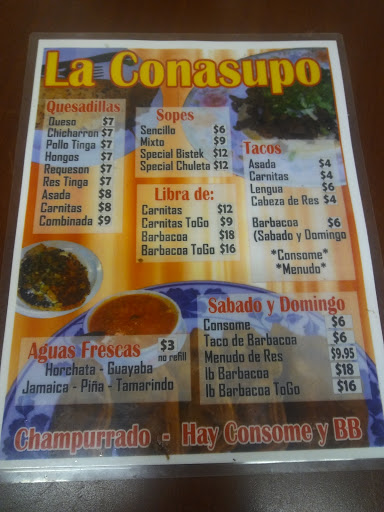 La Conasupo
Quesadillas
Queso $7
Chicharron $7
Pollo Tinga $7
Hongos $7
Requeson $7
Res Tinga $7
Asada $8
Carnitas $8
Combinada $9
Sopes
Sencillo $6
Mixto $9
Special Bistek $12
Special Chuleta $12
Libra de:
Carnitas $12
Carnitas ToGo $9
Barbacoa $18
Barbacoa ToGo $16
*
Tacos
Asada $4
Carnitas $4
Lengua $6
Cabeza de Res $4
Barbacoa $6
(Sabado y Domingo
*Consome*
*Menudo*
Aguas Frescas $3
no refill
Horchata - Guayaba
Jamaica - Piña - Tamarindo
Sabado y Domingo
Consome $6
Taco de Barbacoa $6
Menudo de Res $9.95
lb Barbacoa $18
lb Barbacoa ToGo $16
Champurrado - Hay Consome y BB